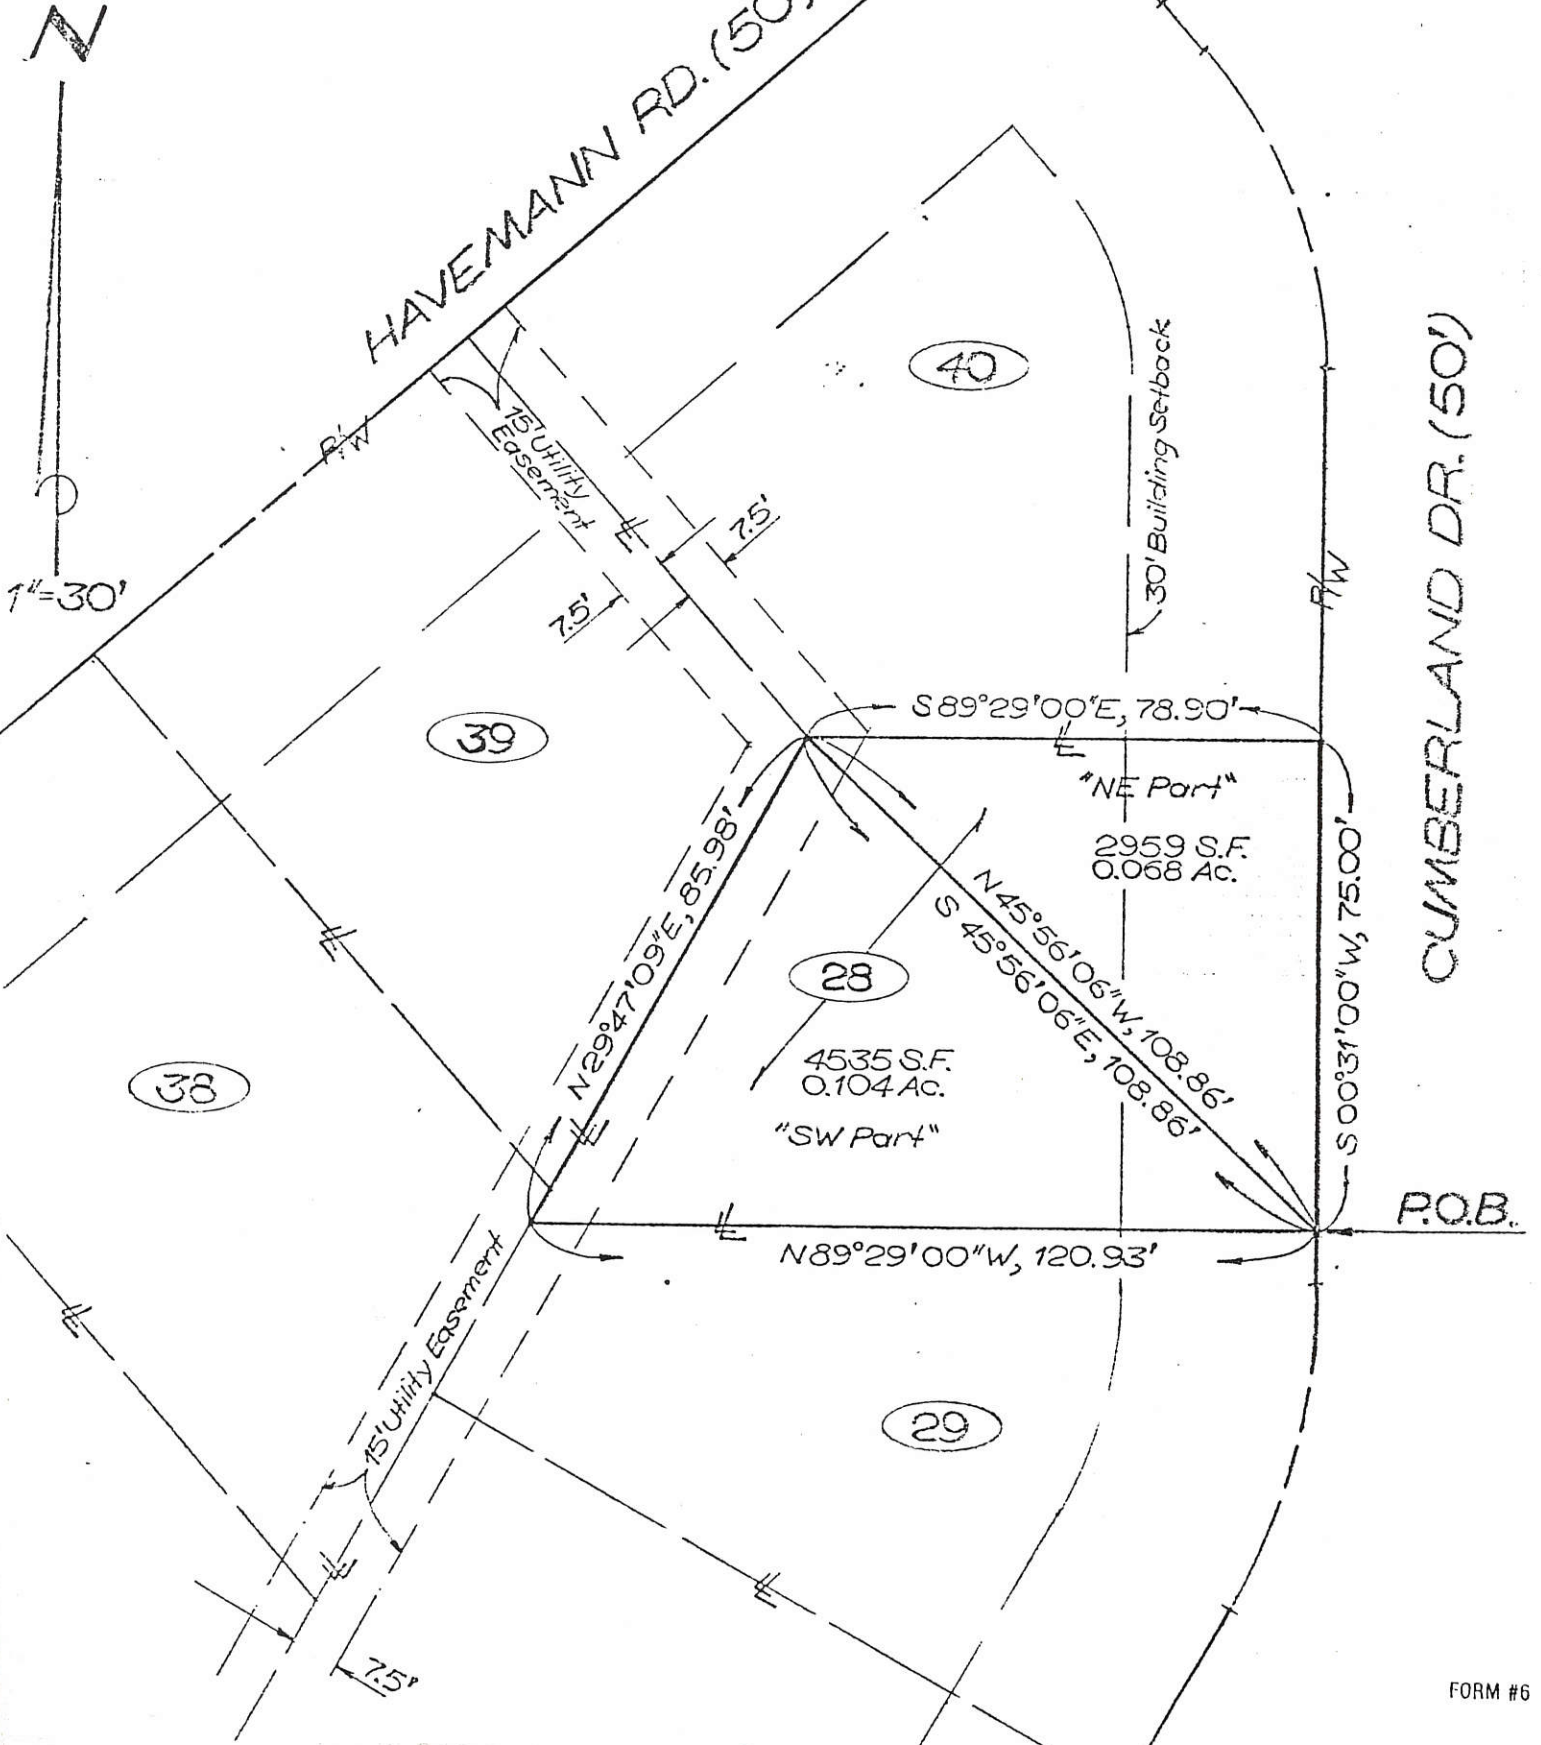 N
1"=30'
HAVEMANN RD. (50'
R/W
15' Utility
Easement
7.5'
7.5'
40
30' Building Setback
R/W
CUMBERLAND DR. (50')
39
S 89°29'00"E, 78.90'
"NE Part"
2959 S.F.
0.068 Ac.
N 29°47'09"E, 85.98'
N 45°56'06"W, 108.86'
S 45°56'06"E, 108.86'
S 00°31'00"W, 75.00'
28
4535 S.F.
0.104 Ac.
"SW Part"
38
P.O.B.
N 89°29'00"W, 120.93'
15' Utility Easement
29
7.5'
FORM #6